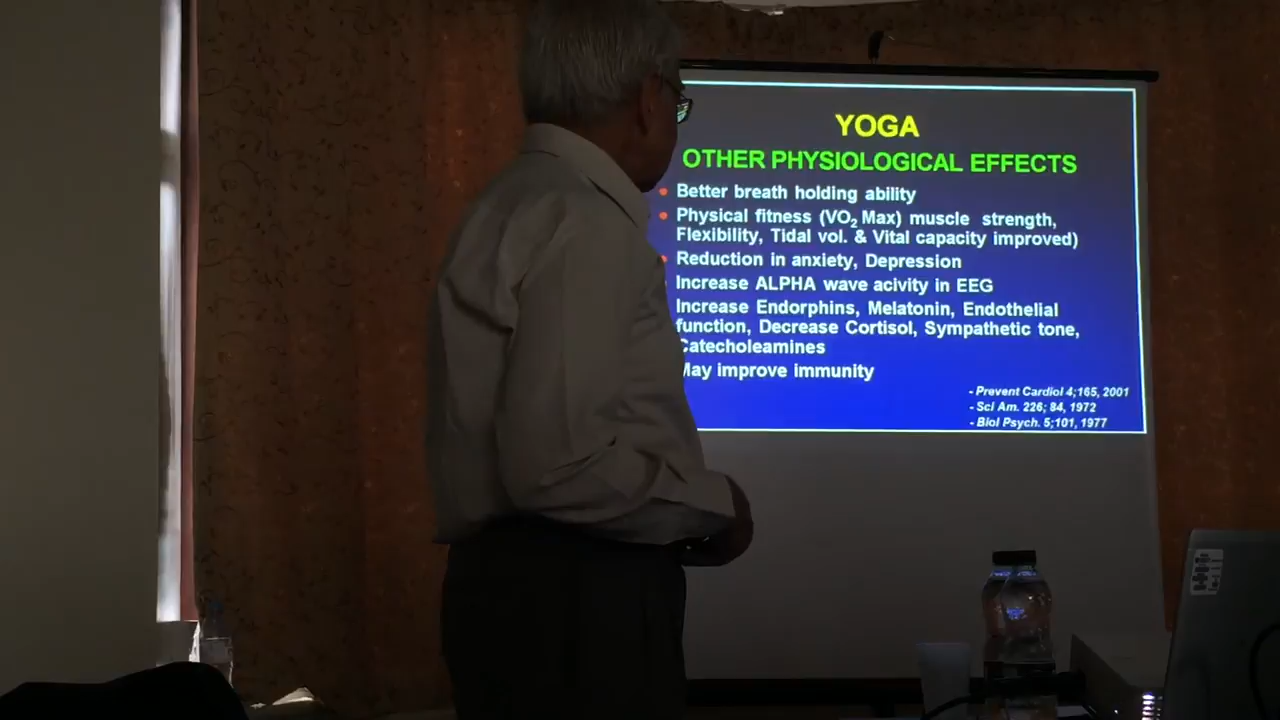 YOGA
OTHER PHYSIOLOGICAL EFFECTS
Better breath holding ability
Physical fitness (VO2 Max) muscle strength,
Flexibility, Tidal vol. & Vital capacity improved)
Reduction in anxiety, Depression
Increase ALPHA wave acivity in EEG
Increase Endorphins, Melatonin, Endothelial
function, Decrease Cortisol, Sympathetic tone,
Catecholeamines
May improve immunity
- Prevent Cardiol 4;165, 2001
- Sci Am. 226; 84, 1972
- Biol Psych. 5;101, 1977